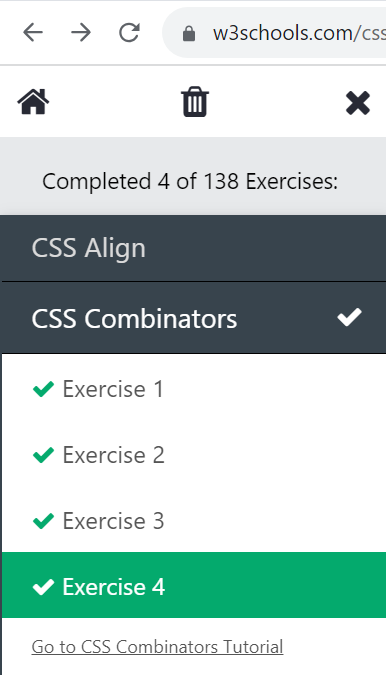 w3schools.com/css
Completed 4 of 138 Exercises:
CSS Align
CSS Combinators
Exercise 1
Exercise 2
Exercise 3
Exercise 4
Go to CSS Combinators Tutorial